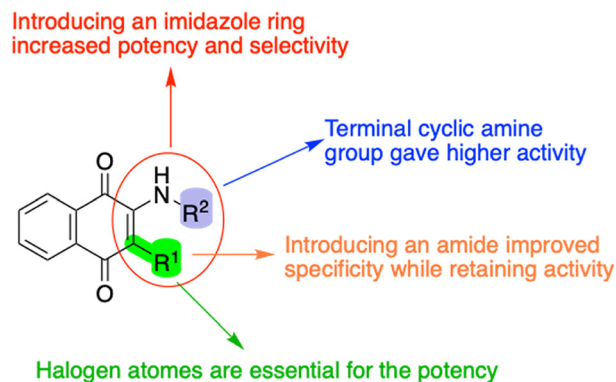 Introducing an imidazole ring
increased potency and selectivity
Terminal cyclic amine
group gave higher activity
O
H
N
R²
R¹
O
Introducing an amide improved
specificity while retaining activity
Halogen atoms are essential for the potency